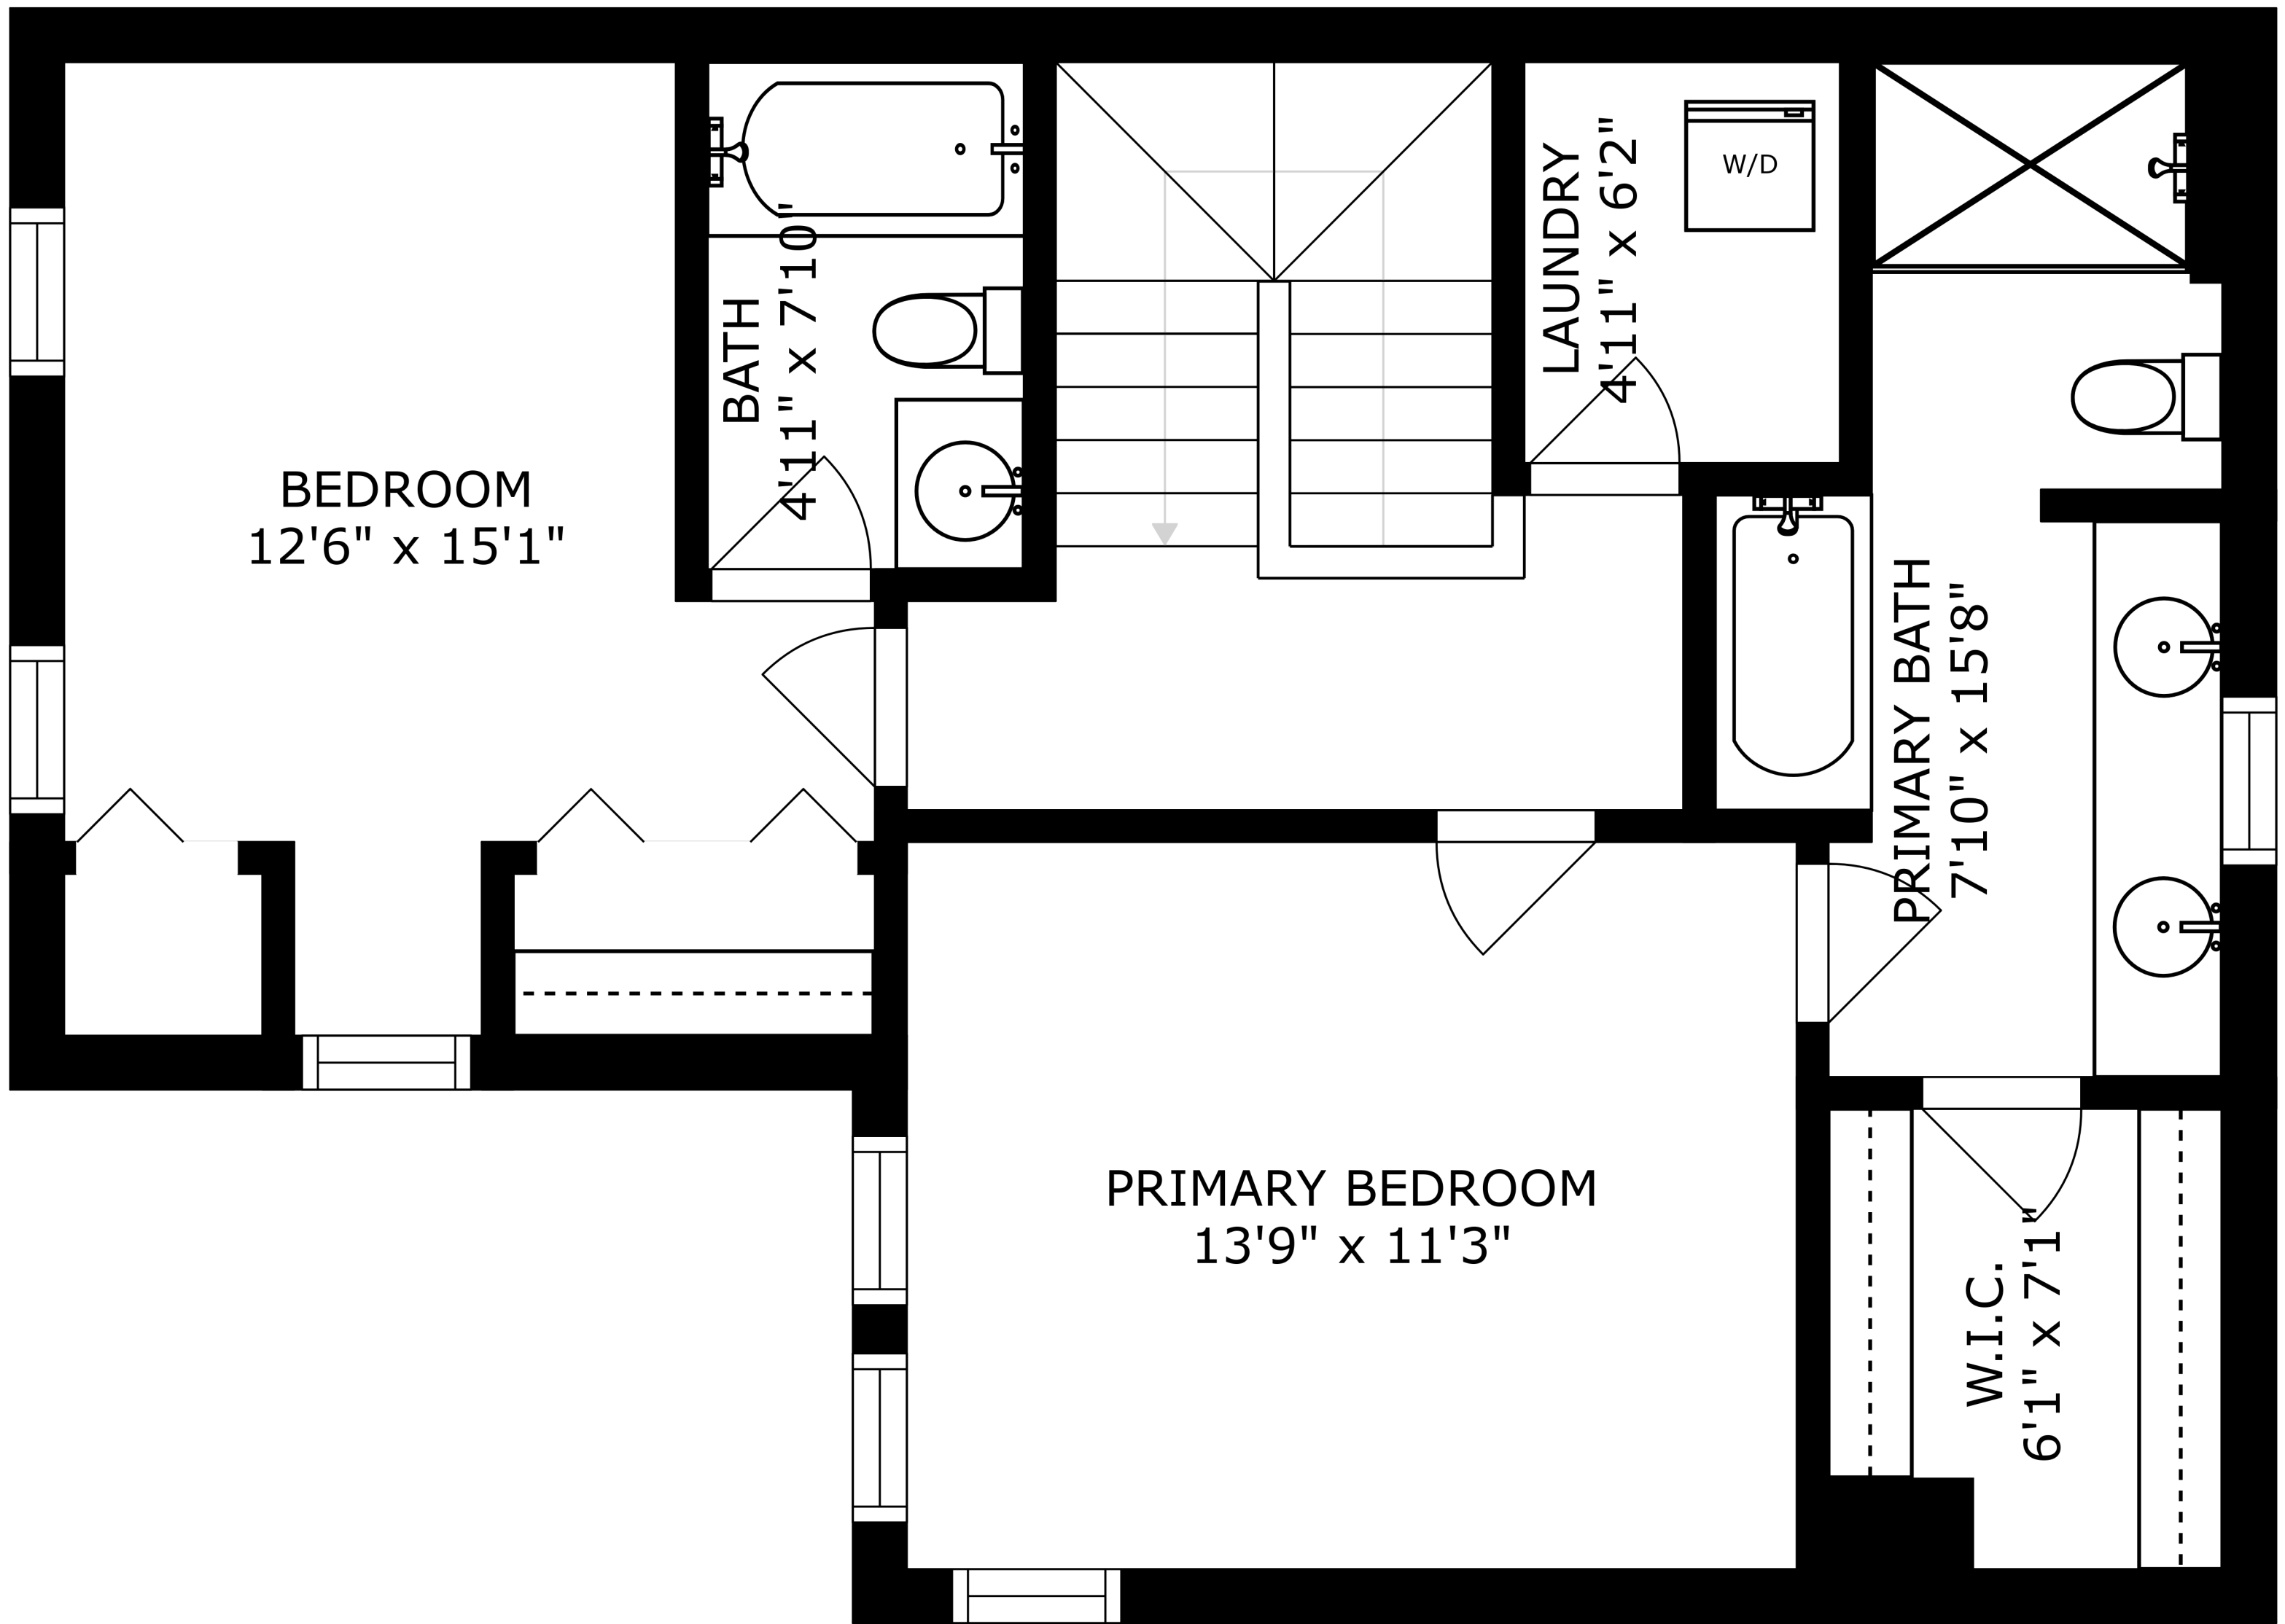 BEDROOM
12'6" x 15'1"
BATH
4'11" x 7'10"
LAUNDRY
4'11" x 6'2"
W/D
PRIMARY BATH
7'10" x 15'8"
PRIMARY BEDROOM
13'9" x 11'3"
W.I.C.
6'1" x 7'1"